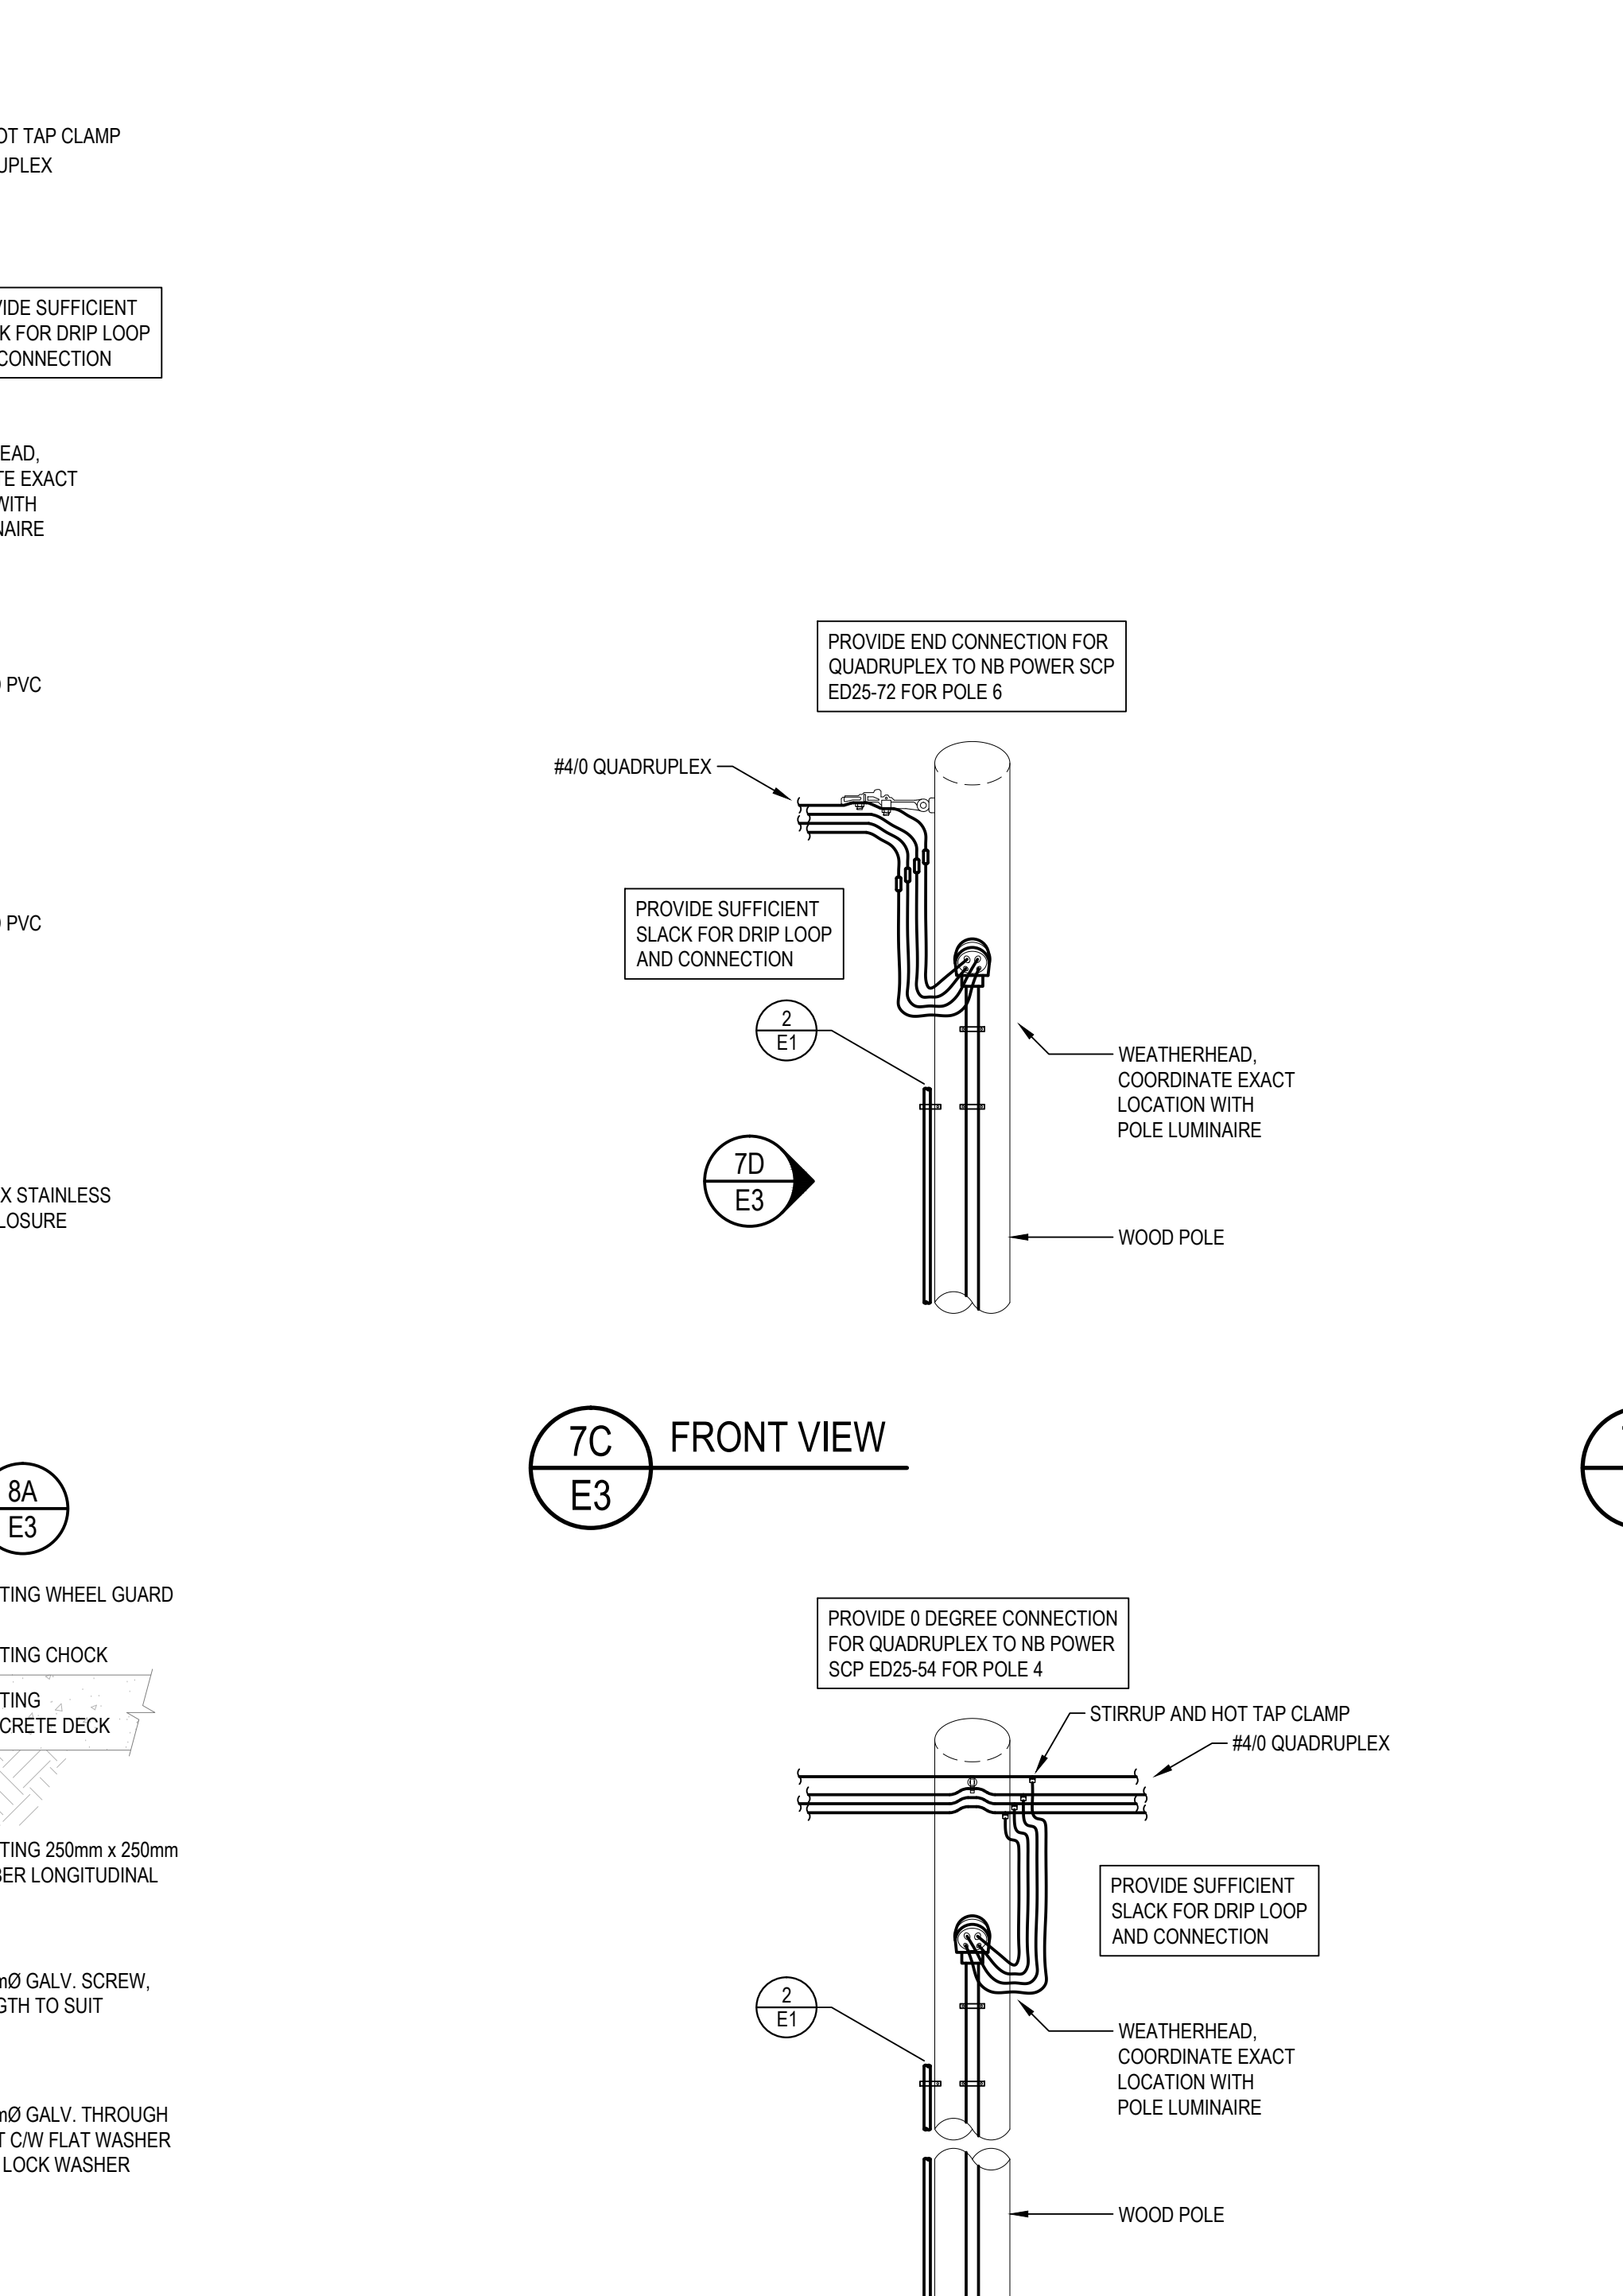 OT TAP CLAMP
UPLEX
VIDE SUFFICIENT
K FOR DRIP LOOP
CONNECTION
EAD,
TE EXACT
WITH
NAIRE
PVC
PVC
X STAINLESS
LOSURE
8A
E3
TING WHEEL GUARD
TING CHOCK
TING
CRETE DECK
TING 250mm x 250mm
BER LONGITUDINAL
mØ GALV. SCREW,
GTH TO SUIT
mØ GALV. THROUGH
T C/W FLAT WASHER
LOCK WASHER
PROVIDE END CONNECTION FOR
QUADRUPLEX TO NB POWER SCP
ED25-72 FOR POLE 6
#4/0 QUADRUPLEX
PROVIDE SUFFICIENT
SLACK FOR DRIP LOOP
AND CONNECTION
2
E1
WEATHERHEAD,
COORDINATE EXACT
LOCATION WITH
POLE LUMINAIRE
7D
E3
WOOD POLE
7C
E3
FRONT VIEW
PROVIDE 0 DEGREE CONNECTION
FOR QUADRUPLEX TO NB POWER
SCP ED25-54 FOR POLE 4
STIRRUP AND HOT TAP CLAMP
#4/0 QUADRUPLEX
PROVIDE SUFFICIENT
SLACK FOR DRIP LOOP
AND CONNECTION
2
E1
WEATHERHEAD,
COORDINATE EXACT
LOCATION WITH
POLE LUMINAIRE
WOOD POLE